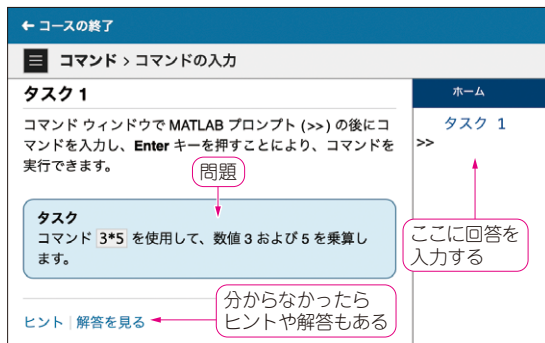 ← コースの終了
コマンド > コマンドの入力
タスク 1
コマンド ウィンドウで MATLAB プロンプト (>>) の後にコ
マンドを入力し、Enter キーを押すことにより、コマンドを
実行できます。
問題
タスク
コマンド 3*5 を使用して、数値 3 および 5 を乗算し
ます。
ヒント | 解答を見る
分からなかったら
ヒントや解答もある
ホーム
タスク 1
>>
ここに回答を
入力する